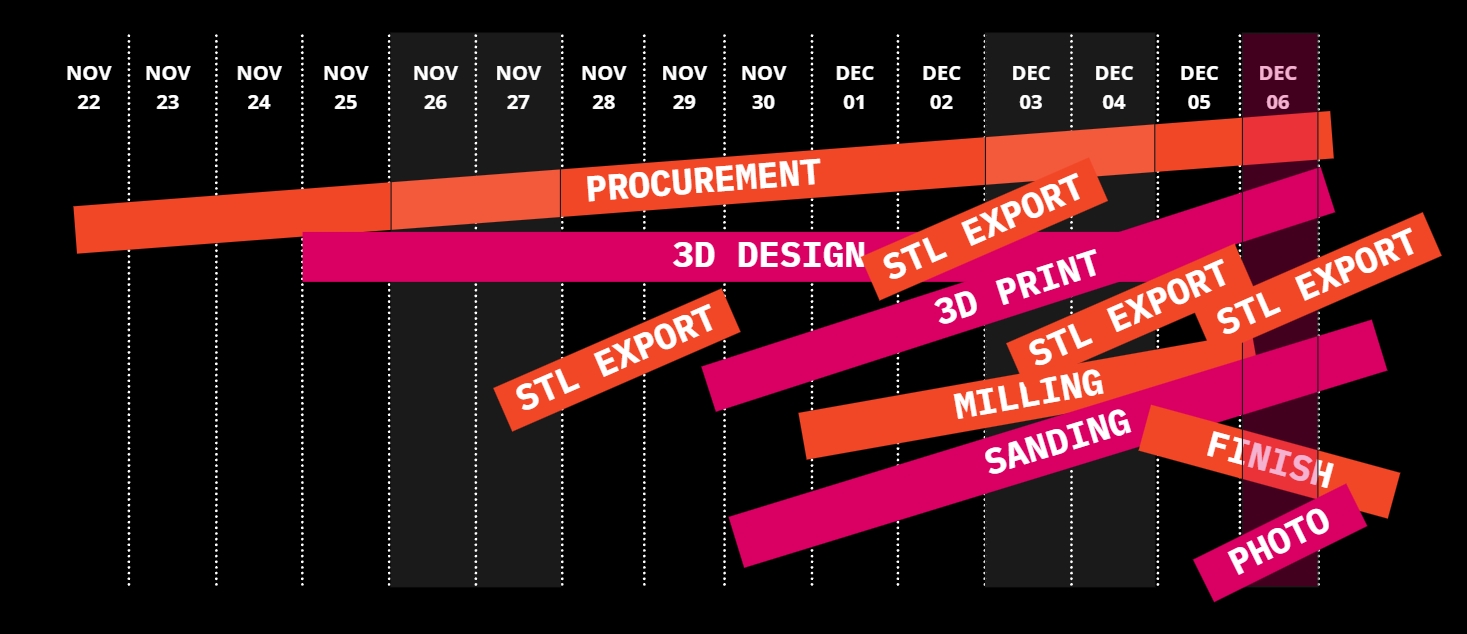 NOV 22
NOV 23
NOV 24
NOV 25
NOV 26
NOV 27
NOV 28
NOV 29
NOV 30
DEC 01
DEC 02
DEC 03
DEC 04
DEC 05
DEC 06
PROCUREMENT
3D DESIGN
STL EXPORT
3D PRINT
STL EXPORT
STL EXPORT
STL EXPORT
MILLING
SANDING
FINISH
PHOTO